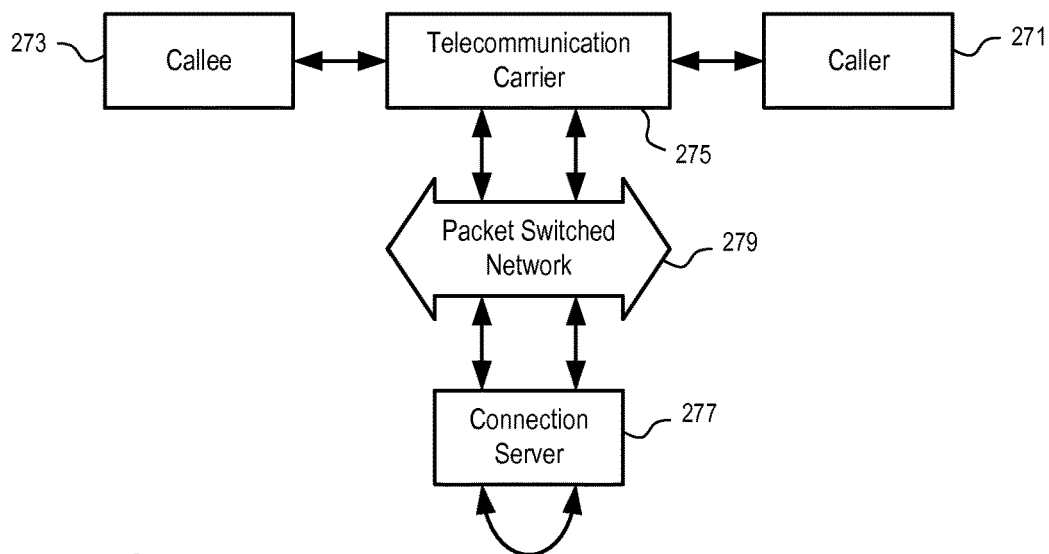 273
Callee
Telecommunication
Carrier
Caller
271
275
Packet Switched
Network
279
Connection
Server
277